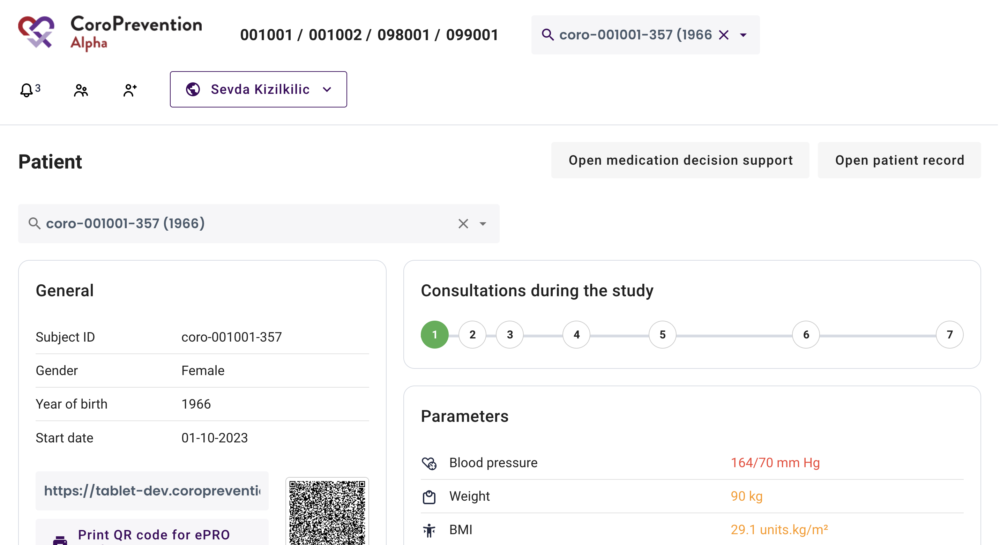 CoroPrevention
Alpha
001001 / 001002 / 098001 / 099001
coro-001001-357 (1966
3
Sevda Kizilkilic
Patient
Open medication decision support
Open patient record
coro-001001-357 (1966)
General
Subject ID coro-001001-357
Gender Female
Year of birth 1966
Start date 01-10-2023
https://tablet-dev.coropreventi
Print QR code for ePRO
Consultations during the study
1 2 3 4 5 6 7
Parameters
Blood pressure 164/70 mm Hg
Weight 90 kg
BMI 29.1 units.kg/m²